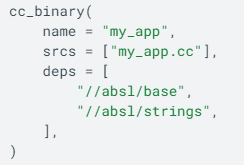 cc_binary(
    name = "my_app",
    srcs = ["my_app.cc"],
    deps = [
        "//absl/base",
        "//absl/strings",
    ],
)